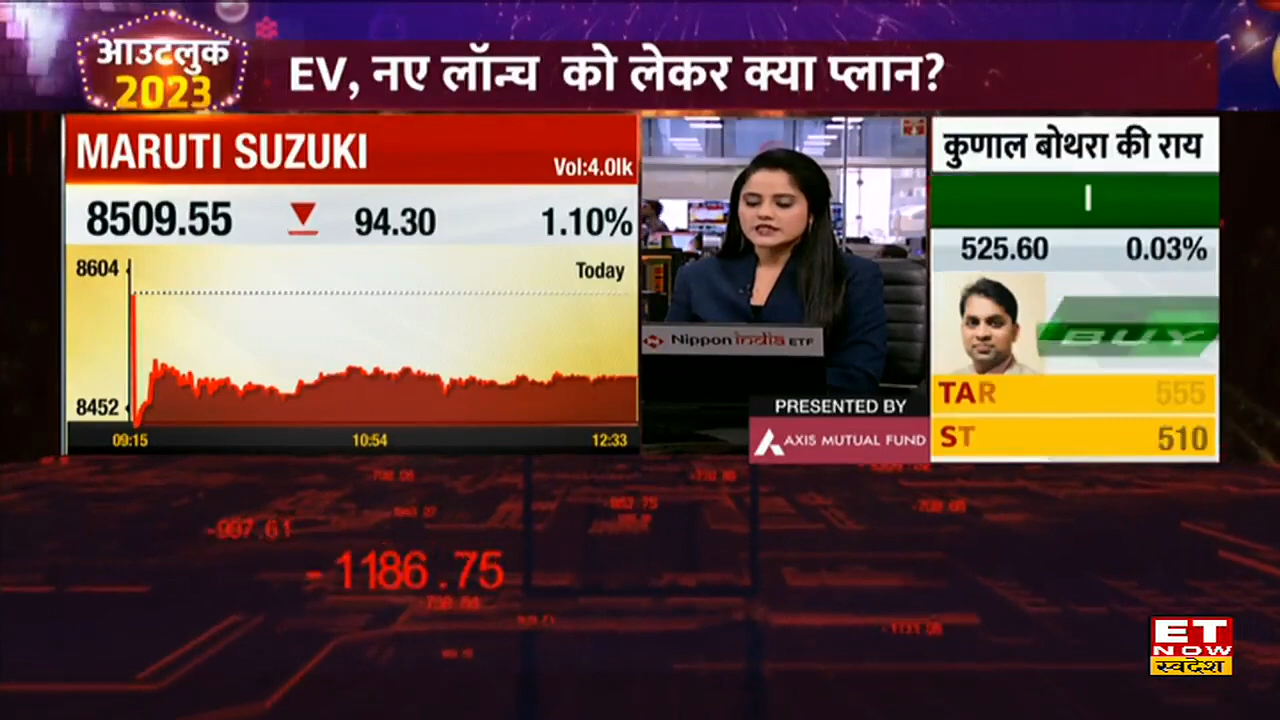 आउटलुक
2023
EV, नए लॉन्च को लेकर क्या प्लान?
MARUTI SUZUKI
Vol:4.0lk
8509.55 94.30 1.10%
8604
Today
8452
09:15 10:54 12:33
Nippon india ETF
PRESENTED BY
AXIS MUTUAL FUND
कुणाल बोथरा की राय
I
525.60 0.03%
BUY
TAR 555
ST 510
-997.61
-1186.75
ET
NOW
स्वदेश